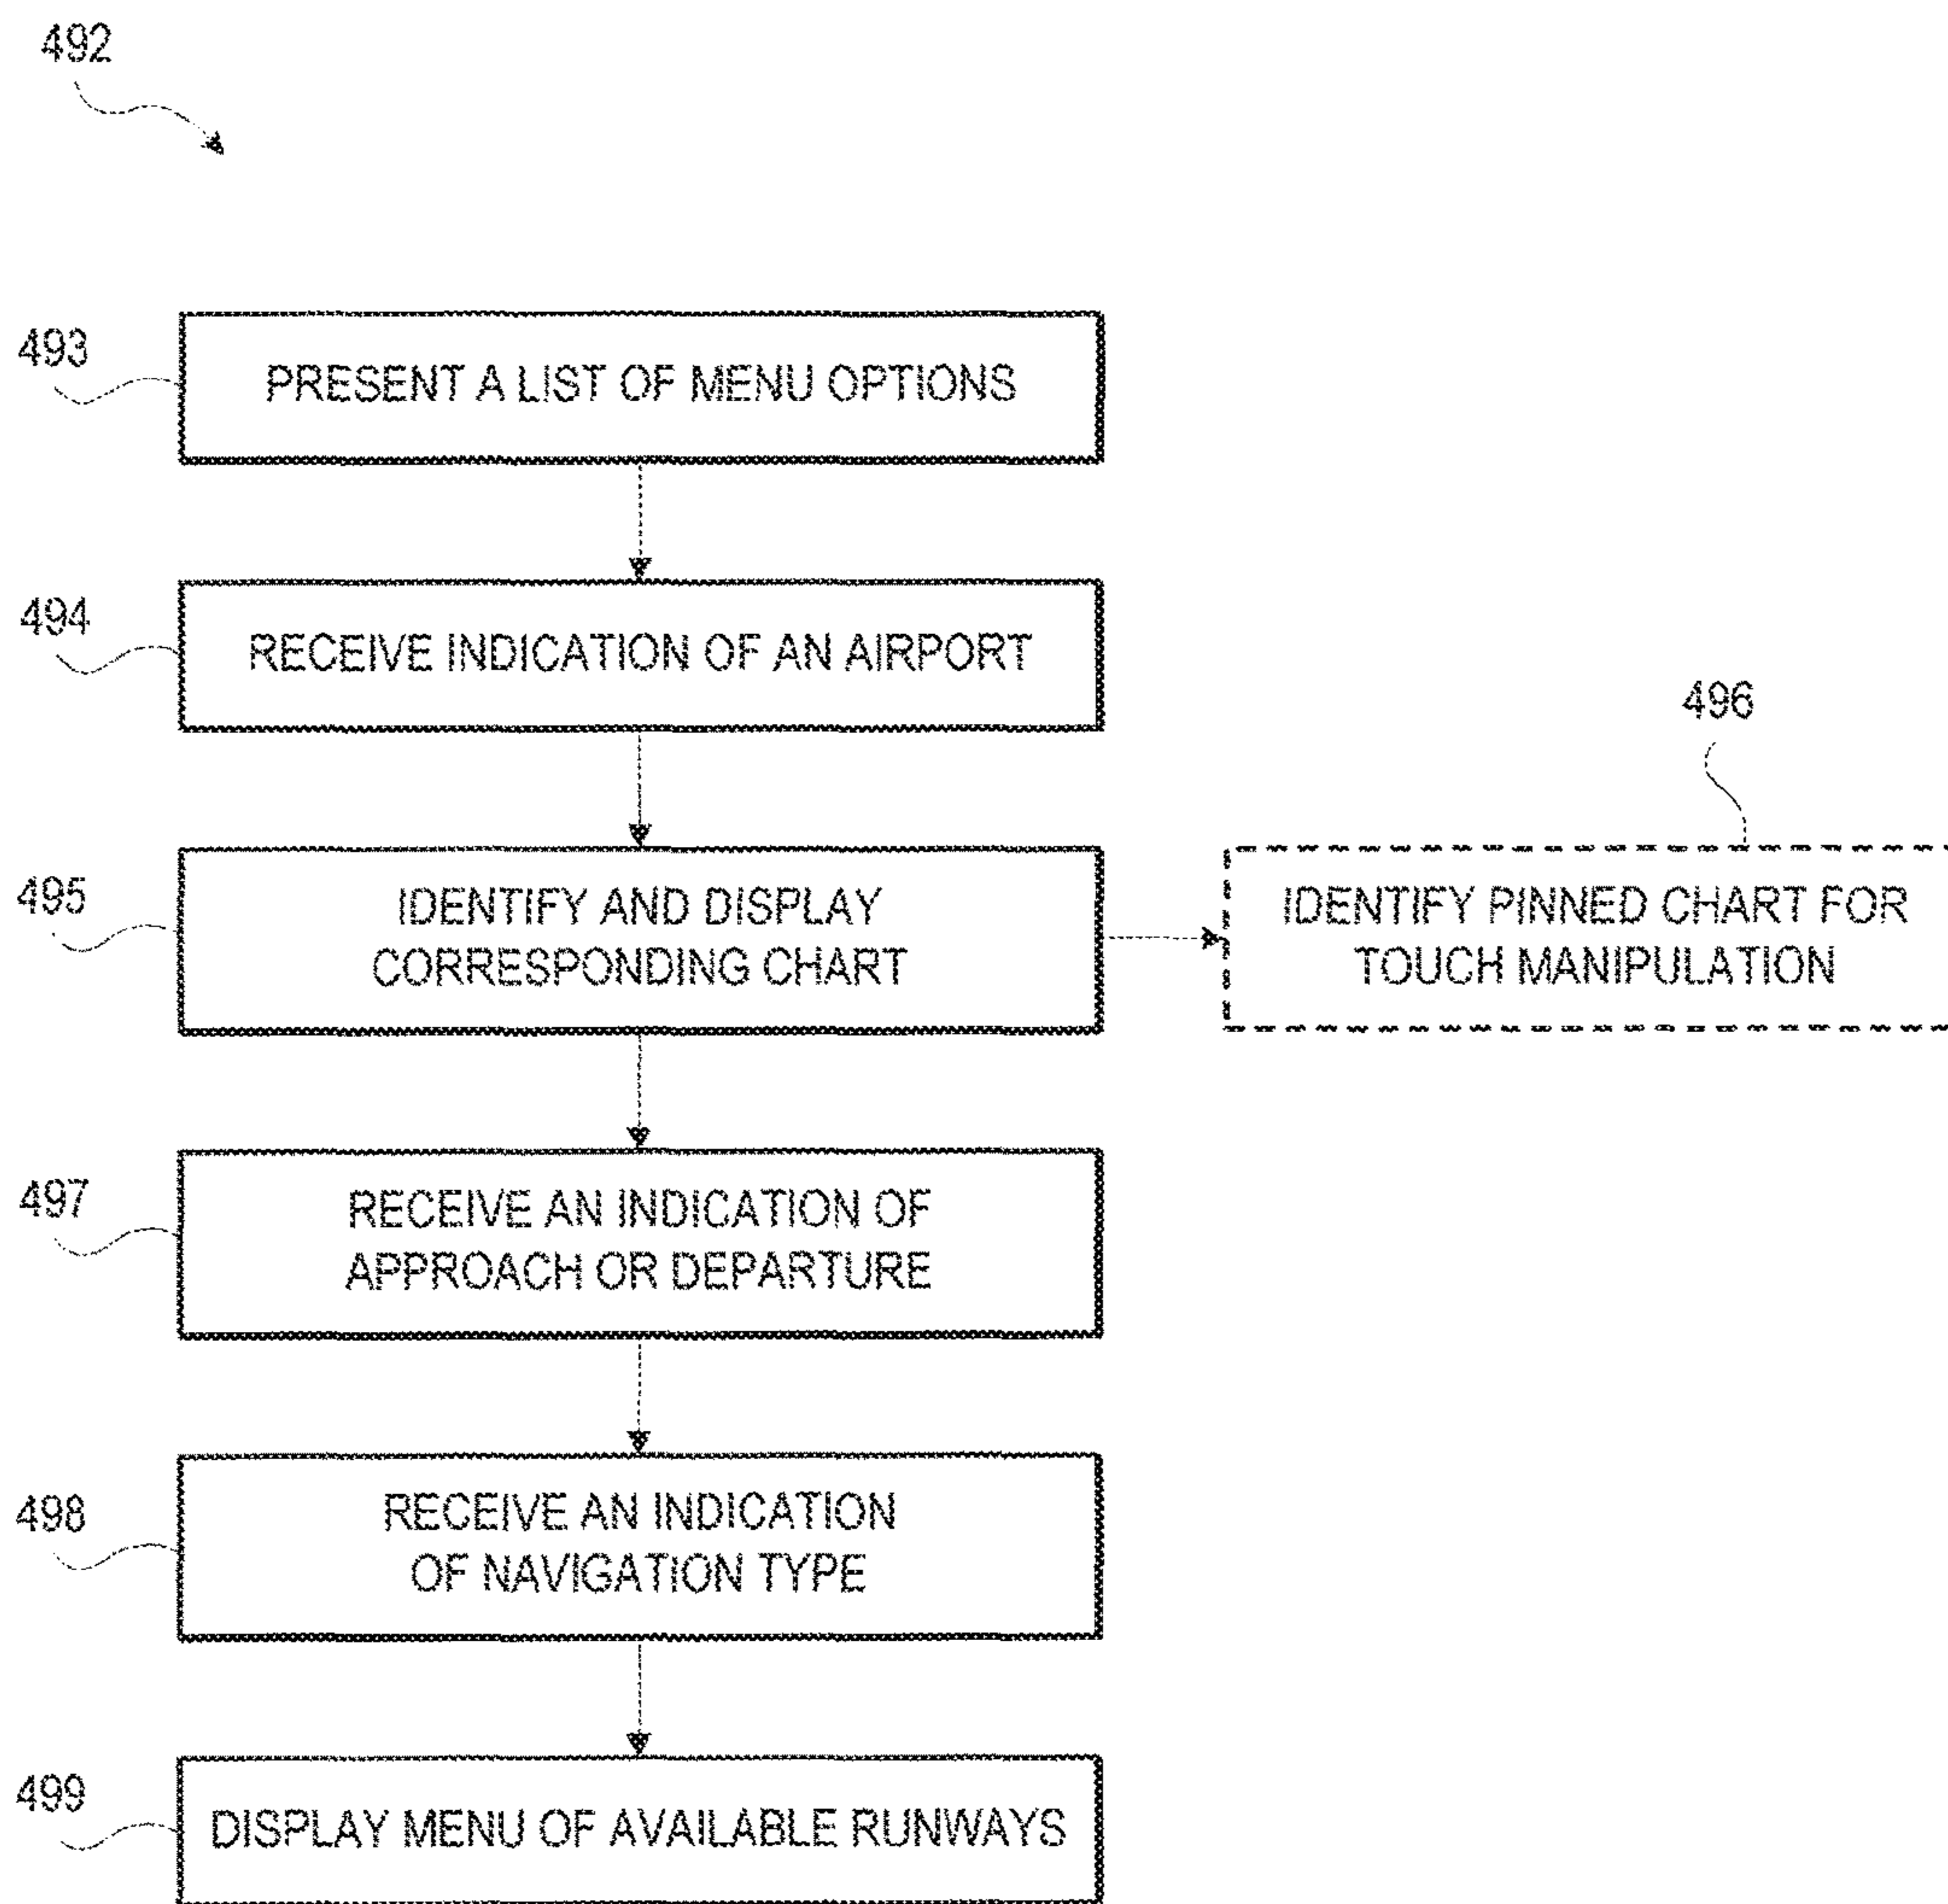 492
493
PRESENT A LIST OF MENU OPTIONS
494
RECEIVE INDICATION OF AN AIRPORT
496
495
IDENTIFY AND DISPLAY
CORRESPONDING CHART
IDENTIFY PINNED CHART FOR
TOUCH MANIPULATION
497
RECEIVE AN INDICATION OF
APPROACH OR DEPARTURE
498
RECEIVE AN INDICATION
OF NAVIGATION TYPE
499
DISPLAY MENU OF AVAILABLE RUNWAYS